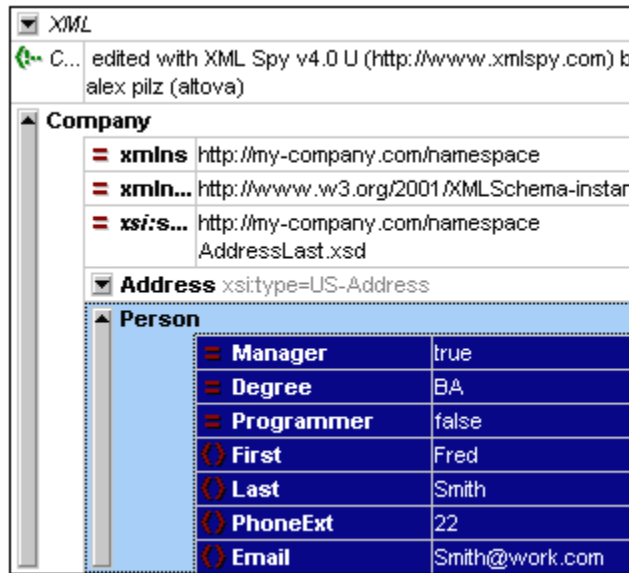 XML
C... edited with XML Spy v4.0 U (http://www.xmlspy.com) b
alex pilz (altova)
Company
= xmlns http://my-company.com/namespace
= xmln... http://www.w3.org/2001/XMLSchema-instan
= xsi:s... http://my-company.com/namespace
AddressLast.xsd
Address xsi:type=US-Address
Person
= Manager true
= Degree BA
= Programmer false
() First Fred
() Last Smith
() PhoneExt 22
() Email Smith@work.com